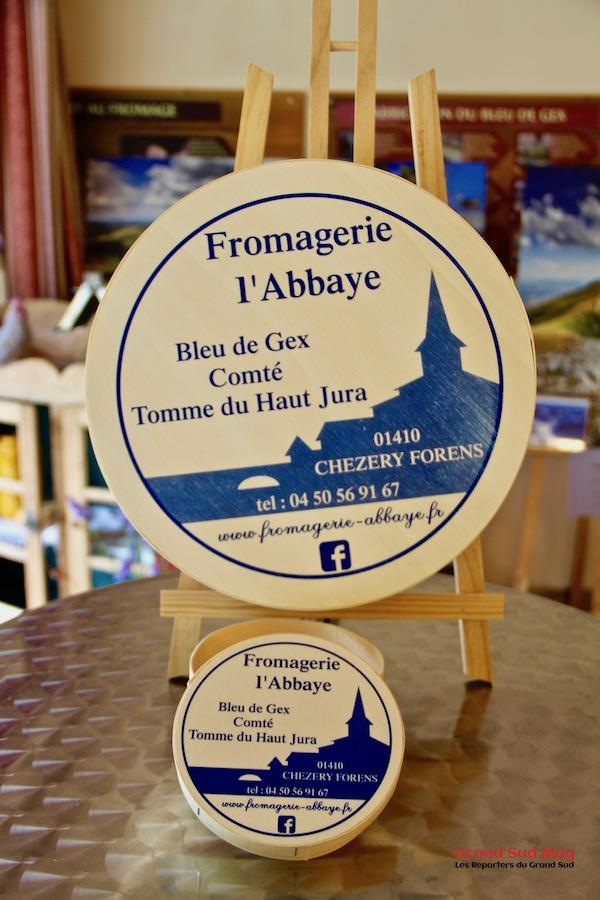 AU FROMAGE
DU BLEU DE GEX
Fromagerie
l'Abbaye
Bleu de Gex
Comté
Tomme du Haut Jura
01410
CHEZERY FORENS
tel : 04 50 56 91 67
www.fromagerie-abbaye.fr
f
Fromagerie
l'Abbaye
Bleu de Gex
Comté
Tomme du Haut Jura
01410
CHEZERY FORENS
tel : 04 50 56 91 67
www.fromagerie-abbaye.fr
f
Grand Sud Mag
Les Reporters du Grand Sud